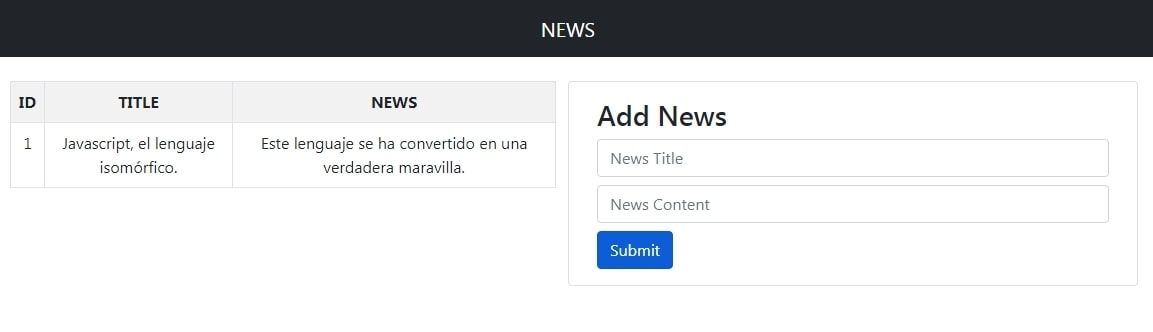 NEWS
ID TITLE NEWS
1 Javascript, el lenguaje isomórfico. Este lenguaje se ha convertido en una verdadera maravilla.
Add News
News Title
News Content
Submit